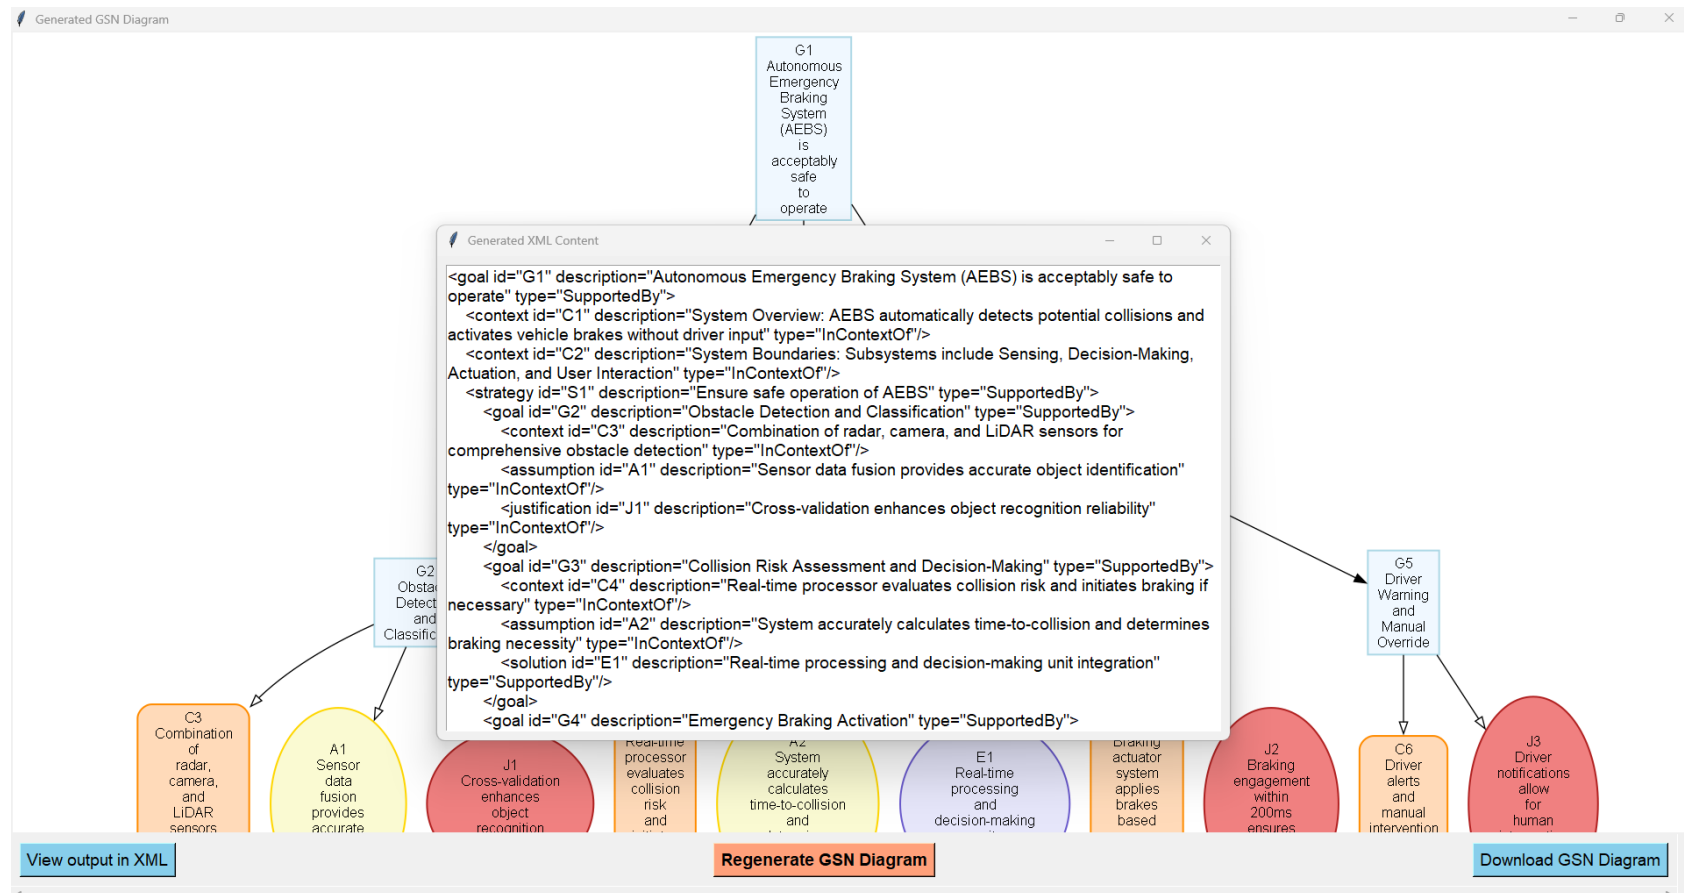 Generated GSN Diagram
G1
Autonomous
Emergency
Braking
System
(AEBS)
is
acceptably
safe
to
operate
Generated XML Content
<goal id="G1" description="Autonomous Emergency Braking System (AEBS) is acceptably safe to
operate" type="SupportedBy">
<context id="C1" description="System Overview: AEBS automatically detects potential collisions and
activates vehicle brakes without driver input" type="InContextOf"/>
<context id="C2" description="System Boundaries: Subsystems include Sensing, Decision-Making,
Actuation, and User Interaction" type="InContextOf"/>
<strategy id="S1" description="Ensure safe operation of AEBS" type="SupportedBy">
<goal id="G2" description="Obstacle Detection and Classification" type="SupportedBy">
<context id="C3" description="Combination of radar, camera, and LiDAR sensors for
comprehensive obstacle detection" type="InContextOf"/>
<assumption id="A1" description="Sensor data fusion provides accurate object identification"
type="InContextOf"/>
<justification id="J1" description="Cross-validation enhances object recognition reliability"
type="InContextOf"/>
</goal>
<goal id="G3" description="Collision Risk Assessment and Decision-Making" type="SupportedBy">
<context id="C4" description="Real-time processor evaluates collision risk and initiates braking if
necessary" type="InContextOf"/>
<assumption id="A2" description="System accurately calculates time-to-collision and determines
braking necessity" type="InContextOf"/>
<solution id="E1" description="Real-time processing and decision-making unit integration"
type="SupportedBy"/>
</goal>
<goal id="G4" description="Emergency Braking Activation" type="SupportedBy">
G2
Obstac
Detect
and
Classific
G5
Driver
Warning
and
Manual
Override
C3
Combination
of
radar,
camera,
and
LiDAR
sensors
A1
Sensor
data
fusion
provides
accurate
J1
Cross-validation
enhances
object
recognition
Real-time
processor
evaluates
collision
risk
and
A2
System
accurately
calculates
time-to-collision
and
E1
Real-time
processing
and
decision-making
Braking
actuator
system
applies
brakes
based
J2
Braking
engagement
within
200ms
ensures
C6
Driver
alerts
and
manual
intervention
J3
Driver
notifications
allow
for
human
View output in XML
Regenerate GSN Diagram
Download GSN Diagram